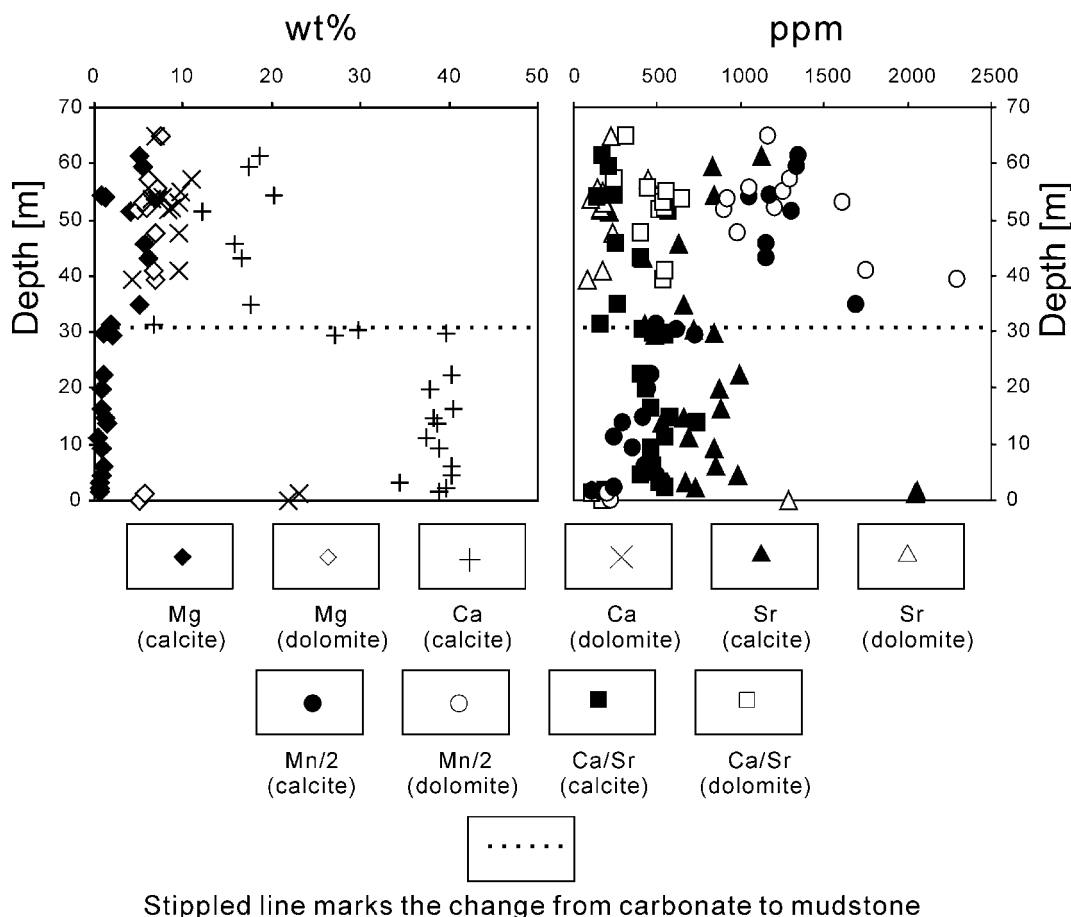 wt% ppm
0 10 20 30 40 50 0 500 1000 1500 2000 2500
70 70
60 60
50 50
40 40
30 30
20 20
10 10
0 0
Depth [m] Depth [m]
Mg Mg Ca Ca Sr Sr
(calcite) (dolomite) (calcite) (dolomite) (calcite) (dolomite)
Mn/2 Mn/2 Ca/Sr Ca/Sr
(calcite) (dolomite) (calcite) (dolomite)
Stippled line marks the change from carbonate to mudstone